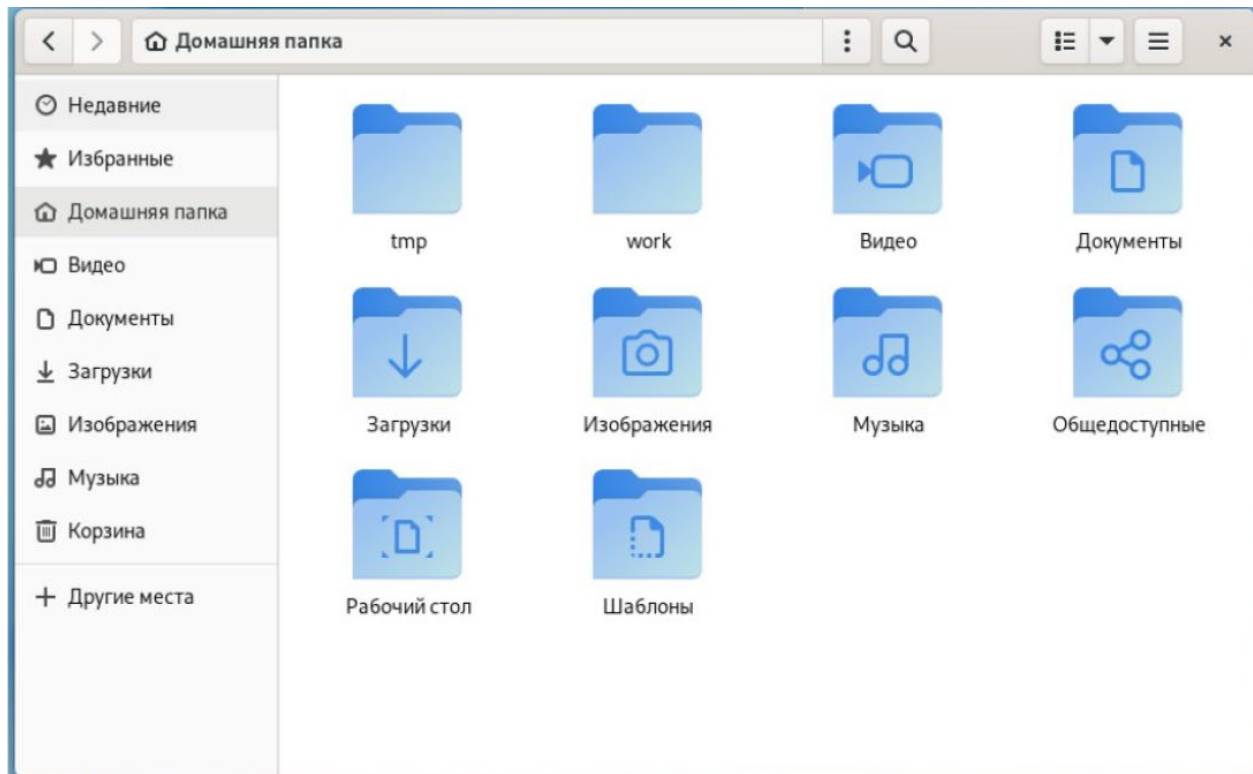 Домашняя папка
Недавние
Избранные
Домашняя папка
Видео
Документы
Загрузки
Изображения
Музыка
Корзина
Другие места
tmp work Видео Документы
Загрузки Изображения Музыка Общедоступные
Рабочий стол Шаблоны